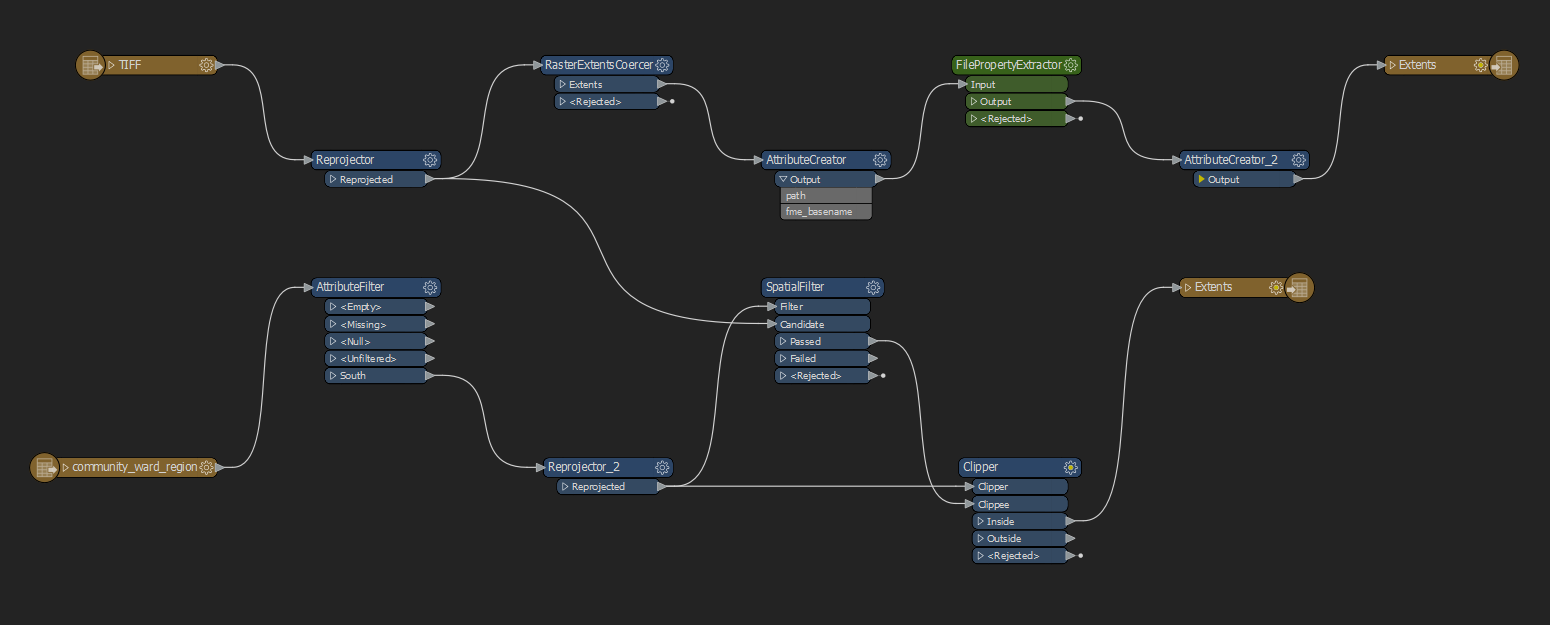 TIFF
RasterExtentsCoercer
Extents
<Rejected>
FilePropertyExtractor
Input
Output
<Rejected>
Extents
Reprojector
Reprojected
AttributeCreator
Output
path
fme_basename
AttributeCreator_2
Output
AttributeFilter
<Empty>
<Missing>
<Null>
<Unfiltered>
South
SpatialFilter
Filter
Candidate
Passed
Failed
<Rejected>
Extents
community_ward_region
Reprojector_2
Reprojected
Clipper
Clipper
Clippee
Inside
Outside
<Rejected>